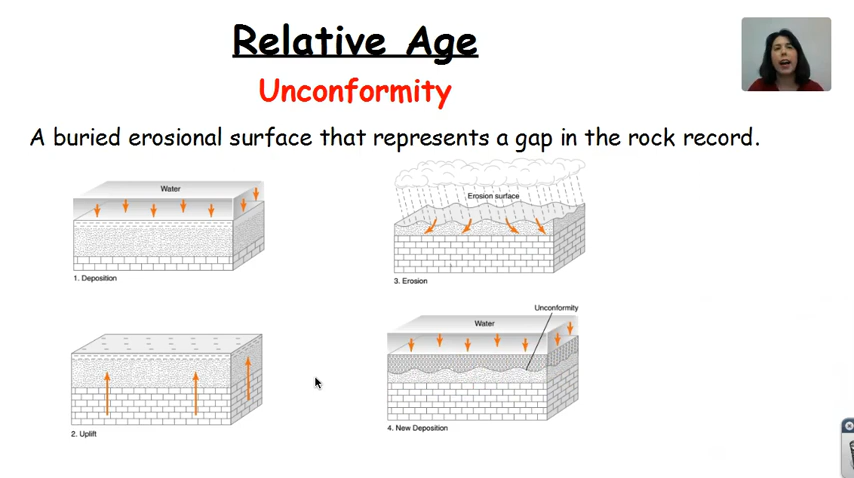 Relative Age
Unconformity
A buried erosional surface that represents a gap in the rock record.
Water
1. Deposition
Erosion surface
3. Erosion
2. Uplift
Unconformity
Water
4. New Deposition